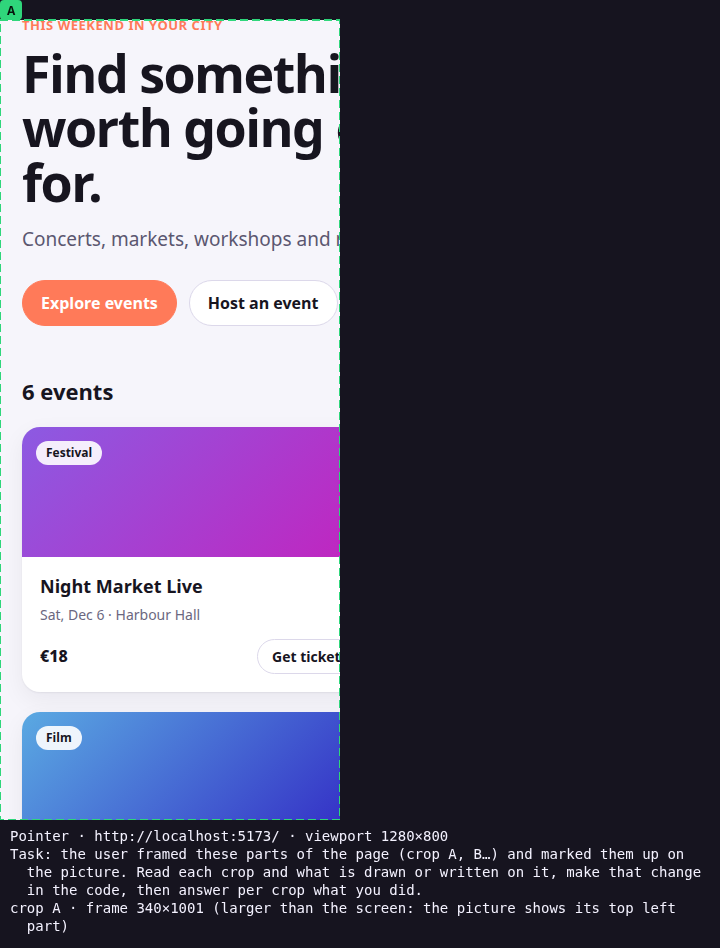 A
THIS WEEKEND IN YOUR CITY
Find somethi
worth going
for.
Concerts, markets, workshops and
Explore events
Host an event
6 events
Festival
Night Market Live
Sat, Dec 6 · Harbour Hall
€18
Get ticket
Film
Pointer · http://localhost:5173/ · viewport 1280×800
Task: the user framed these parts of the page (crop A, B…) and marked them up on
the picture. Read each crop and what is drawn or written on it, make that change
in the code, then answer per crop what you did.
crop A · frame 340×1001 (larger than the screen: the picture shows its top left
part)